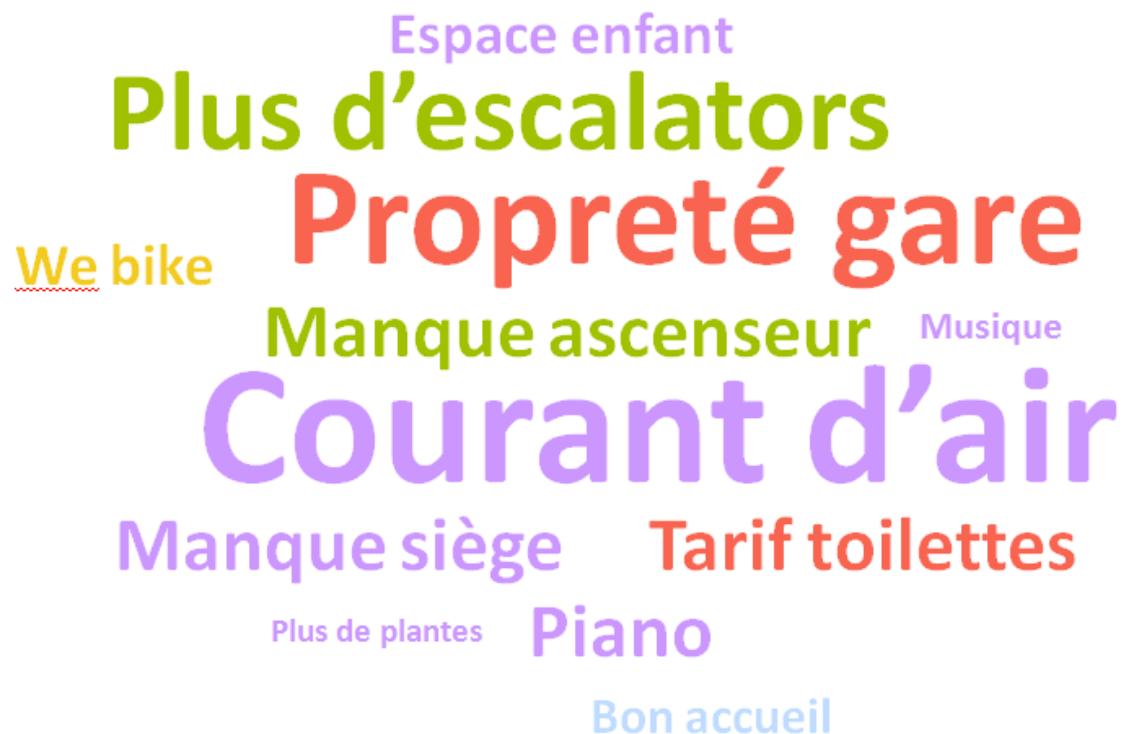 Espace enfant
Plus d’escalators
Propreté gare
We bike
Manque ascenseur
Musique
Courant d’air
Manque siège
Tarif toilettes
Plus de plantes
Piano
Bon accueil